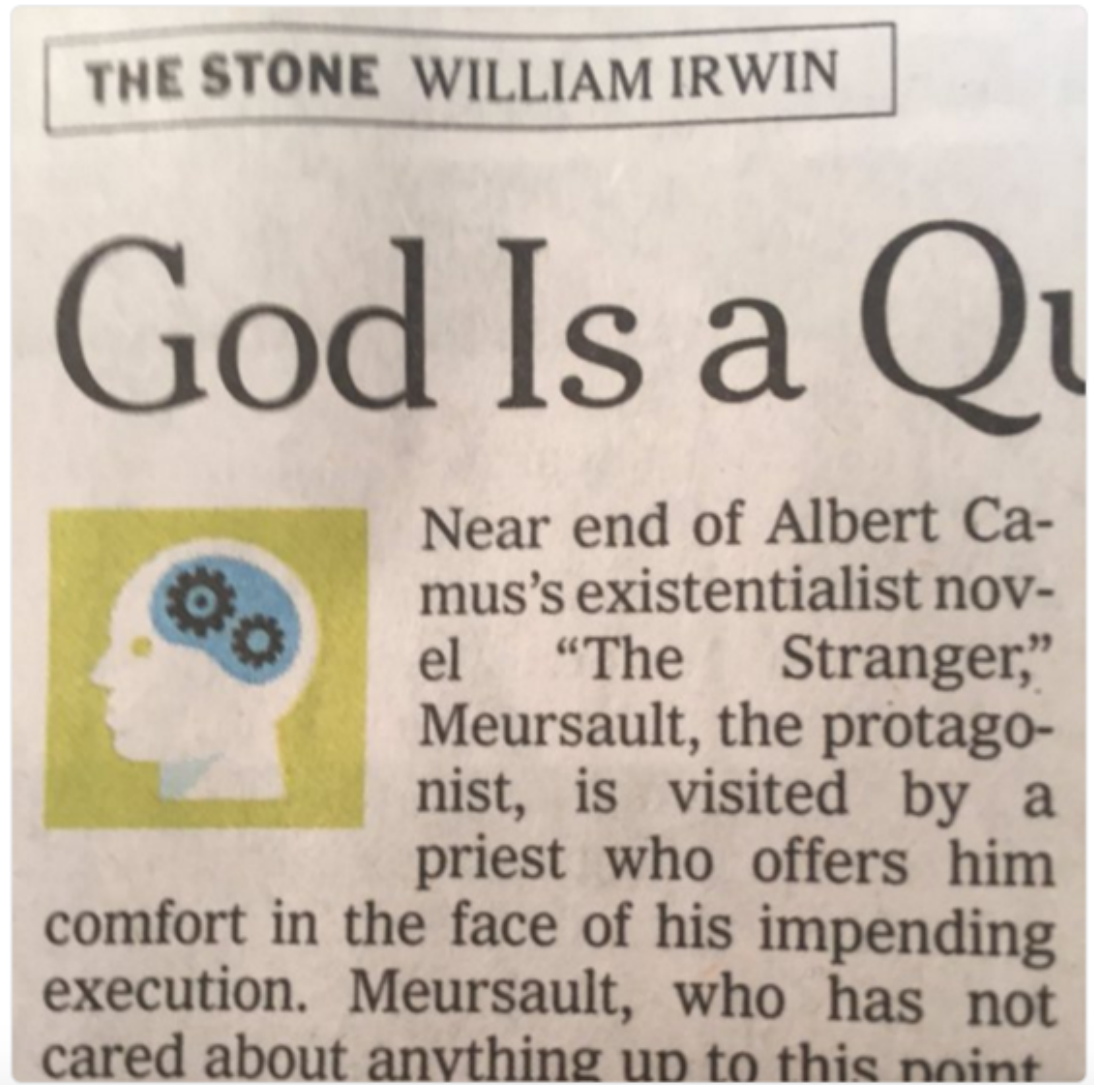 THE STONE WILLIAM IRWIN
God Is a Qu
Near end of Albert Ca-
mus's existentialist nov-
el “The Stranger,”
Meursault, the protago-
nist, is visited by a
priest who offers him
comfort in the face of his impending
execution. Meursault, who has not
cared about anything up to this point